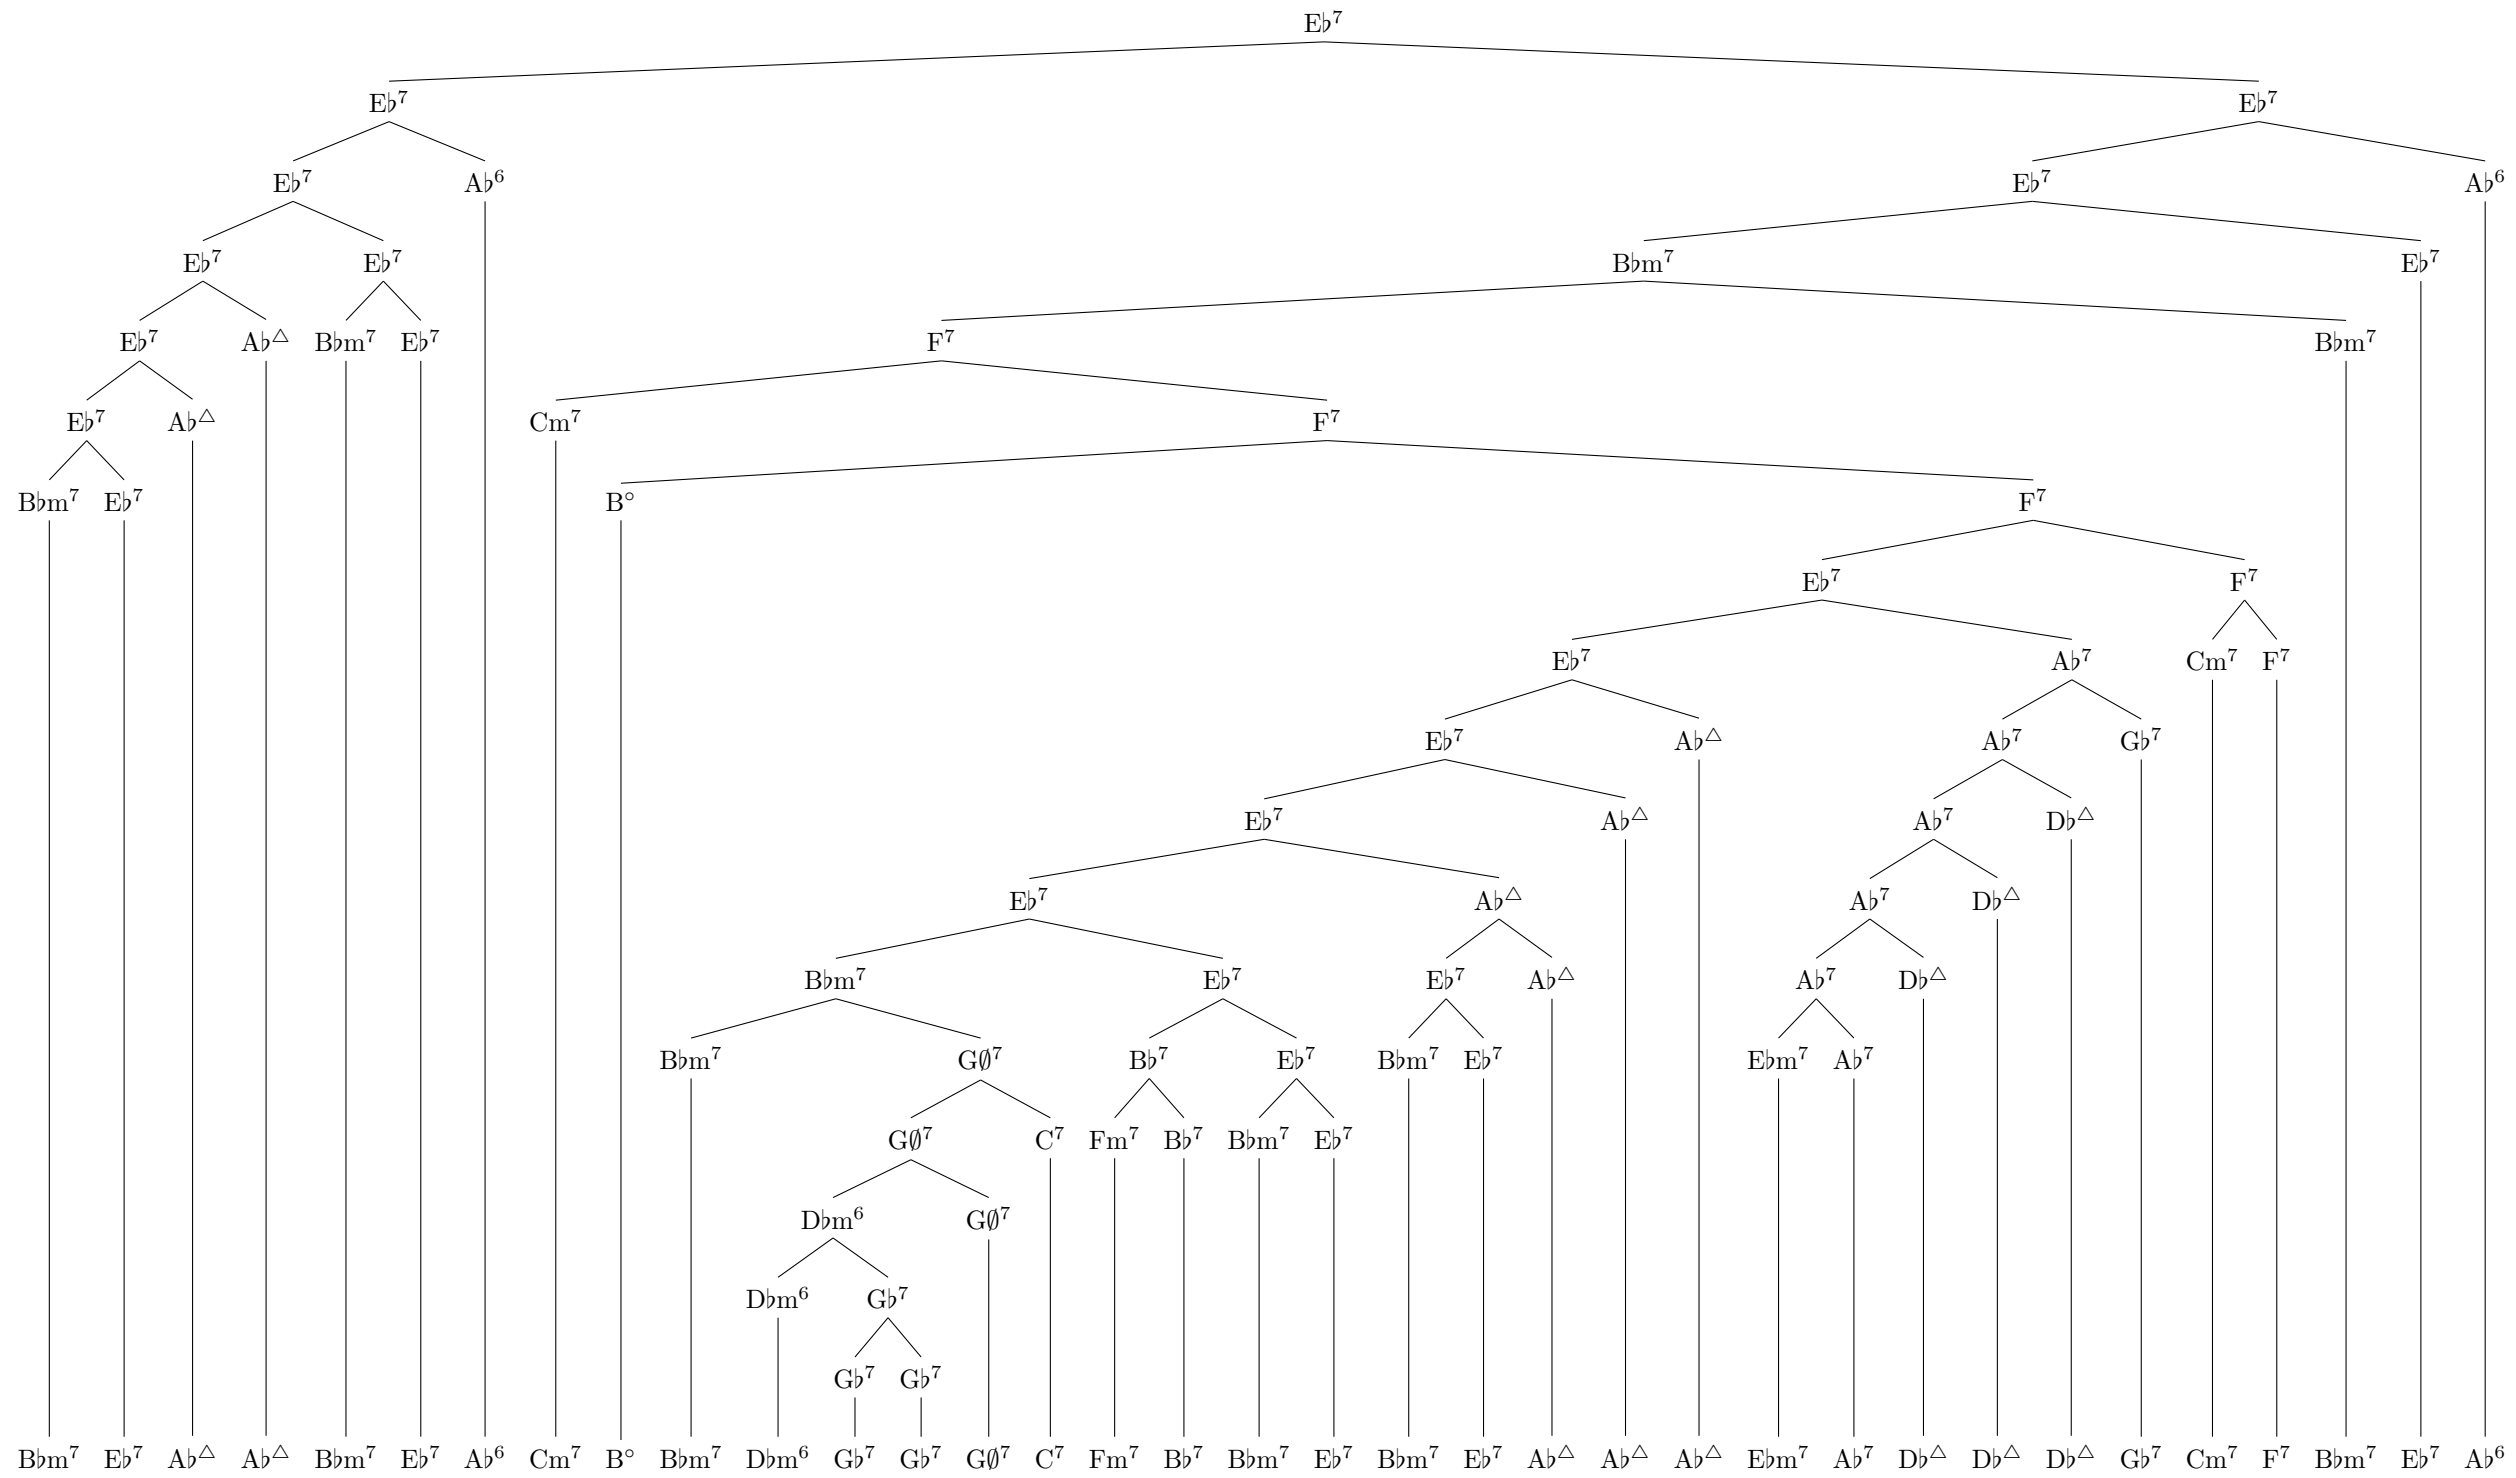 E♭⁷
E♭⁷ E♭⁷
E♭⁷ A♭⁶ E♭⁷ A♭⁶
E♭⁷ E♭⁷ B♭m⁷ E♭⁷
E♭⁷ A♭△ B♭m⁷ E♭⁷ F⁷ B♭m⁷
E♭⁷ A♭△ Cm⁷ F⁷
B♭m⁷ E♭⁷ B° F⁷
E♭⁷ F⁷
E♭⁷ A♭⁷ Cm⁷ F⁷
E♭⁷ A♭△ A♭⁷ G♭⁷
E♭⁷ A♭△ A♭⁷ D♭△
E♭⁷ A♭△ A♭⁷ D♭△
B♭m⁷ E♭⁷ E♭⁷ A♭△ A♭⁷ D♭△
B♭m⁷ G∅⁷ B♭⁷ E♭⁷ B♭m⁷ E♭⁷ E♭m⁷ A♭⁷
G∅⁷ C⁷ Fm⁷ B♭⁷ B♭m⁷ E♭⁷
D♭m⁶ G∅⁷
D♭m⁶ G♭⁷
G♭⁷ G♭⁷
B♭m⁷ E♭⁷ A♭△ A♭△ B♭m⁷ E♭⁷ A♭⁶ Cm⁷ B° B♭m⁷ D♭m⁶ G♭⁷ G♭⁷ G∅⁷ C⁷ Fm⁷ B♭⁷ B♭m⁷ E♭⁷ B♭m⁷ E♭⁷ A♭△ A♭△ A♭△ E♭m⁷ A♭⁷ D♭△ D♭△ D♭△ G♭⁷ Cm⁷ F⁷ B♭m⁷ E♭⁷ A♭⁶